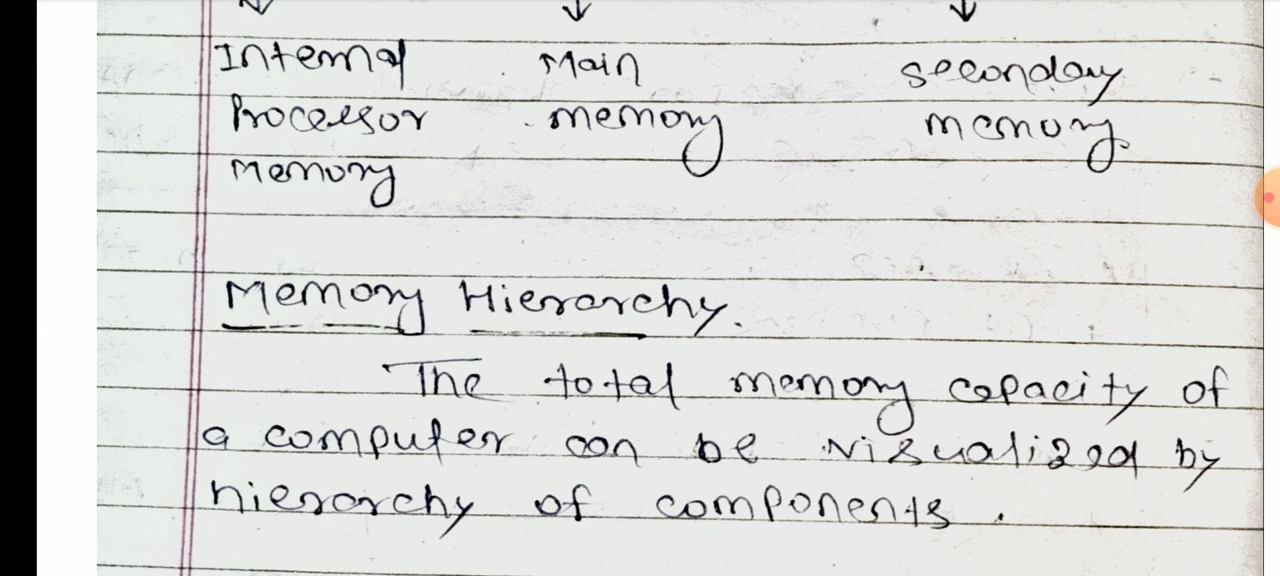 Internal Main secondary
Processor memory memory
Memory
Memory Hierarchy.
The total memory capacity of
a computer can be visualized by
hierarchy of components.